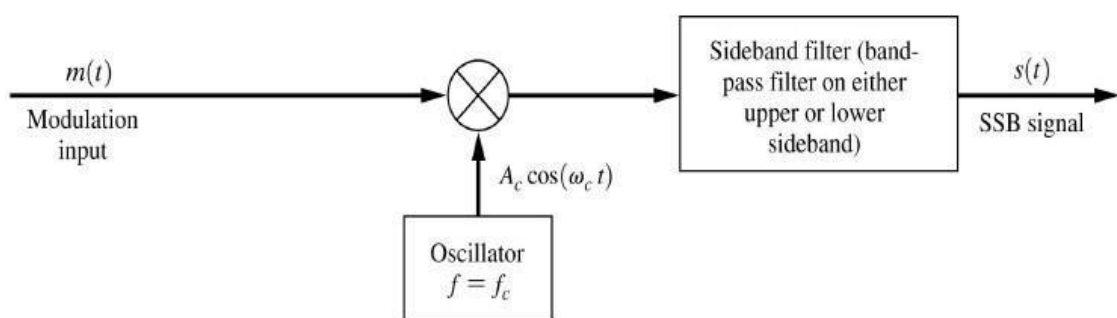 m(t)
Modulation
input
A_c cos(ω_c t)
Oscillator
f = f_c
Sideband filter (band-
pass filter on either
upper or lower
sideband)
s(t)
SSB signal